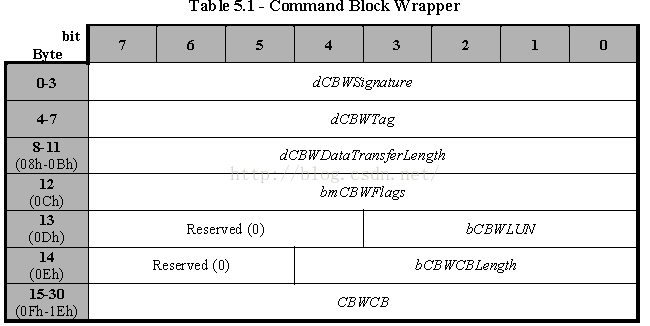 Table 5.1 - Command Block Wrapper
bit
Byte
7 6 5 4 3 2 1 0
0-3 dCBWSignature
4-7 dCBWTag
8-11
(08h-0Bh) dCBWDataTransferLength
http://blog.csdn.net/
12
(0Ch) bmCBWFlags
13
(0Dh) Reserved (0) bCBWLUN
14
(0Eh) Reserved (0) bCBWCBLength
15-30
(0Fh-1Eh) CBWCB